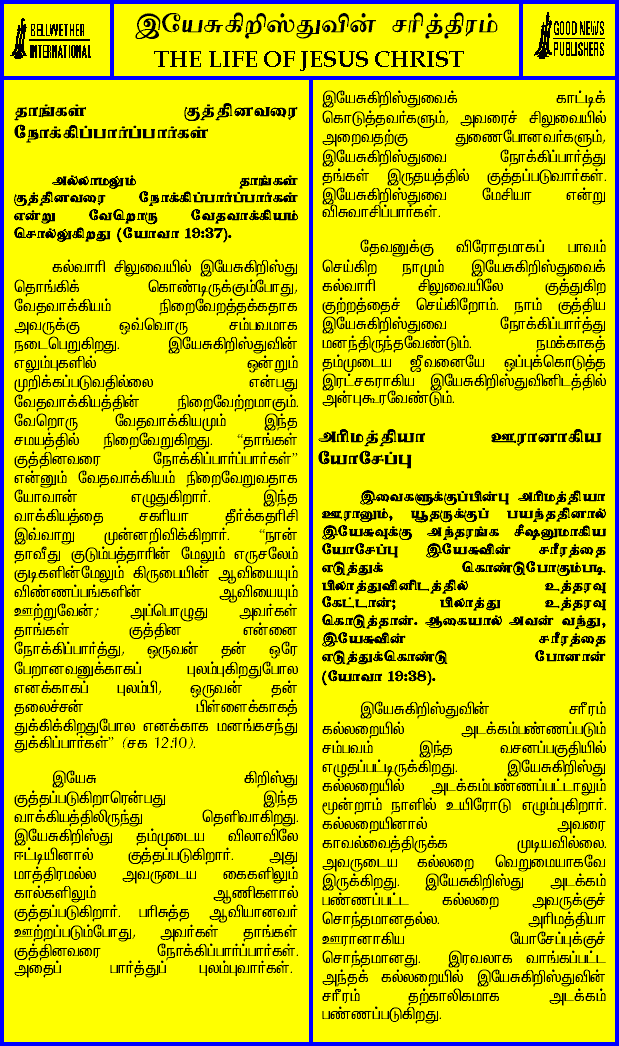 BELLWETHER
INTERNATIONAL
இயேசுகிறிஸ்துவின் சரித்திரம்
THE LIFE OF JESUS CHRIST
GOOD NEWS
PUBLISHERS
தாங்கள் குத்தினவரை
நோக்கிப்பார்ப்பார்கள்
அல்லாமலும் தாங்கள்
குத்தினவரை நோக்கிப்பார்ப்பார்கள்
என்று வேறொரு வேதவாக்கியம்
சொல்லுகிறது (யோவா 19:37).
கல்வாரி சிலுவையில் இயேசுகிறிஸ்து
தொங்கிக் கொண்டிருக்கும்போது,
வேதவாக்கியம் நிறைவேறத்தக்கதாக
அவருக்கு ஒவ்வொரு சம்பவமாக
நடைபெறுகிறது. இயேசுகிறிஸ்துவின்
எலும்புகளில் ஒன்றும்
முறிக்கப்படுவதில்லை என்பது
வேதவாக்கியத்தின் நிறைவேற்றமாகும்.
வேறொரு வேதவாக்கியமும் இந்த
சமயத்தில் நிறைவேறுகிறது. “தாங்கள்
குத்தினவரை நோக்கிப்பார்ப்பார்கள்”
என்னும் வேதவாக்கியம் நிறைவேறுவதாக
யோவான் எழுதுகிறார். இந்த
வாக்கியத்தை சகரியா தீர்க்கதரிசி
இவ்வாறு முன்னறிவிக்கிறார். “நான்
தாவீது குடும்பத்தாரின் மேலும் எருசலேம்
குடிகளின்மேலும் கிருபையின் ஆவியையும்
விண்ணப்பங்களின் ஆவியையும்
ஊற்றுவேன்; அப்பொழுது அவர்கள்
தாங்கள் குத்தின என்னை
நோக்கிப்பார்த்து, ஒருவன் தன் ஒரே
பேறானவனுக்காகப் புலம்புகிறதுபோல
எனக்காகப் புலம்பி, ஒருவன் தன்
தலைச்சன் பிள்ளைக்காகத்
துக்கிக்கிறதுபோல எனக்காக மனங்கசந்து
துக்கிப்பார்கள்” (சக 12:10).
இயேசு கிறிஸ்து
குத்தப்படுகிறாரென்பது இந்த
வாக்கியத்திலிருந்து தெளிவாகிறது.
இயேசுகிறிஸ்து தம்முடைய விலாவிலே
ஈட்டியினால் குத்தப்படுகிறார். அது
மாத்திரமல்ல அவருடைய கைகளிலும்
கால்களிலும் ஆணிகளால்
குத்தப்படுகிறார். பரிசுத்த ஆவியானவர்
ஊற்றப்படும்போது, அவர்கள் தாங்கள்
குத்தினவரை நோக்கிப்பார்ப்பார்கள்.
அதைப் பார்த்துப் புலம்புவார்கள்.
இயேசுகிறிஸ்துவைக் காட்டிக்
கொடுத்தவர்களும், அவரைச் சிலுவையில்
அறைவதற்கு துணைபோனவர்களும்,
இயேசுகிறிஸ்துவை நோக்கிப்பார்த்து
தங்கள் இருதயத்தில் குத்தப்படுவார்கள்.
இயேசுகிறிஸ்துவை மேசியா என்று
விசுவாசிப்பார்கள்.
தேவனுக்கு விரோதமாகப் பாவம்
செய்கிற நாமும் இயேசுகிறிஸ்துவைக்
கல்வாரி சிலுவையிலே குத்துகிற
குற்றத்தைச் செய்கிறோம். நாம் குத்திய
இயேசுகிறிஸ்துவை நோக்கிப்பார்த்து
மனந்திருந்தவேண்டும். நமக்காகத்
தம்முடைய ஜீவனையே ஒப்புக்கொடுத்த
இரட்சகராகிய இயேசுகிறிஸ்துவினிடத்தில்
அன்புகூரவேண்டும்.
அரிமத்தியா ஊரானாகிய
யோசேப்பு
இவைகளுக்குப்பின்பு அரிமத்தியா
ஊரானும், யூதருக்குப் பயந்ததினால்
இயேசுவுக்கு அந்தரங்க சீஷனுமாகிய
யோசேப்பு இயேசுவின் சரீரத்தை
எடுத்துக் கொண்டுபோகும்படி
பிலாத்துவினிடத்தில் உத்தரவு
கேட்டான்; பிலாத்து உத்தரவு
கொடுத்தான். ஆகையால் அவன் வந்து,
இயேசுவின் சரீரத்தை
எடுத்துக்கொண்டு போனான்
(யோவா 19:38).
இயேசுகிறிஸ்துவின் சரீரம்
கல்லறையில் அடக்கம்பண்ணப்படும்
சம்பவம் இந்த வசனப்பகுதியில்
எழுதப்பட்டிருக்கிறது. இயேசுகிறிஸ்து
கல்லறையில் அடக்கம்பண்ணப்பட்டாலும்
மூன்றாம் நாளில் உயிரோடு எழும்புகிறார்.
கல்லறையினால் அவரை
காவல்வைத்திருக்க முடியவில்லை.
அவருடைய கல்லறை வெறுமையாகவே
இருக்கிறது. இயேசுகிறிஸ்து அடக்கம்
பண்ணப்பட்ட கல்லறை அவருக்குச்
சொந்தமானதல்ல. அரிமத்தியா
ஊரானாகிய யோசேப்புக்குச்
சொந்தமானது. இரவலாக வாங்கப்பட்ட
அந்தக் கல்லறையில் இயேசுகிறிஸ்துவின்
சரீரம் தற்காலிகமாக அடக்கம்
பண்ணப்படுகிறது.